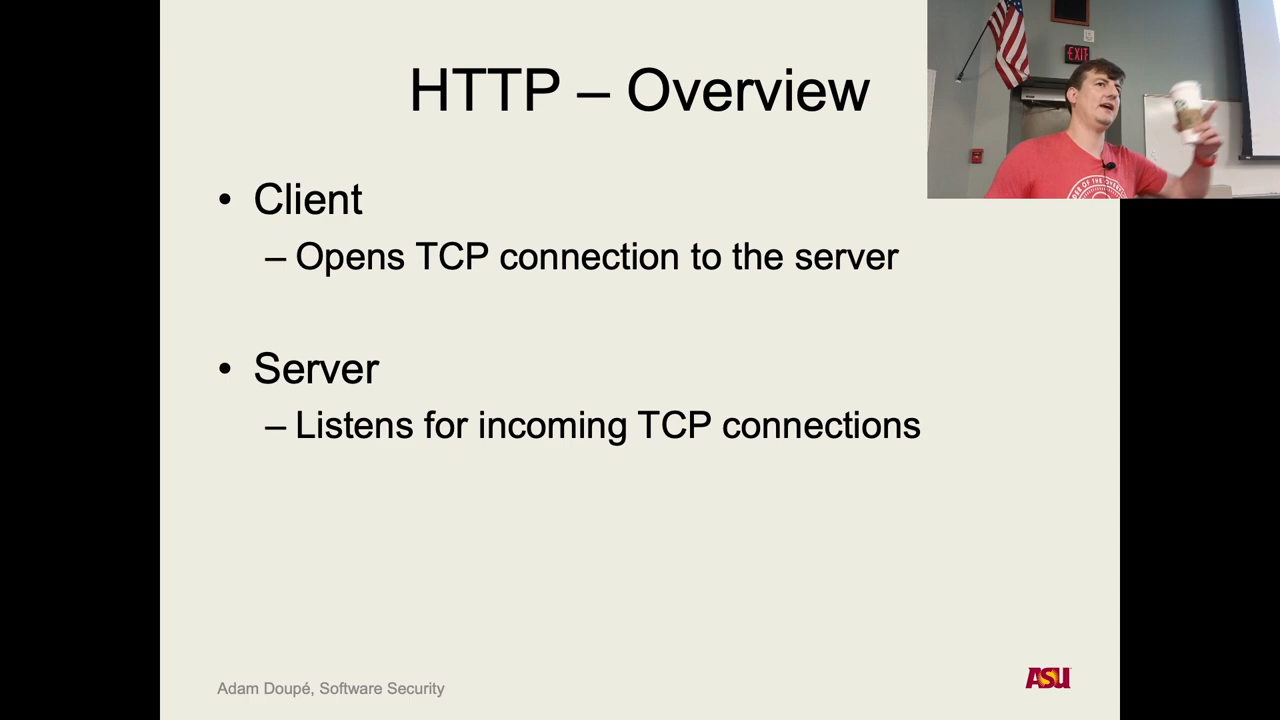 HTTP – Overview
EXIT
• Client
– Opens TCP connection to the server
• Server
– Listens for incoming TCP connections
Adam Doupé, Software Security
ASU